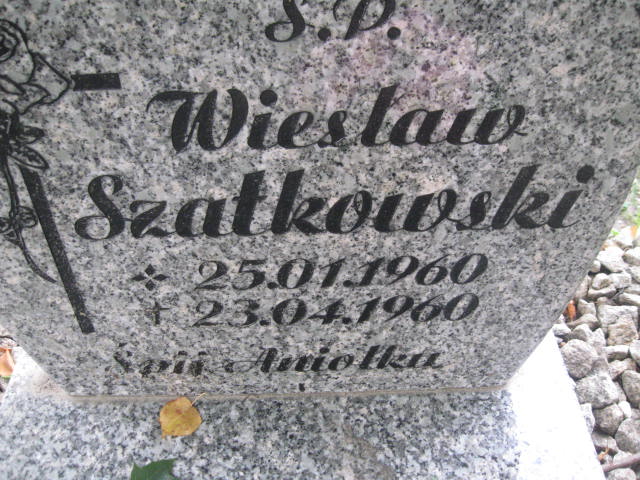 Ś.P.
Wiesław
Szatkowski
25.01.1960
23.04.1960
Śpij Aniołku